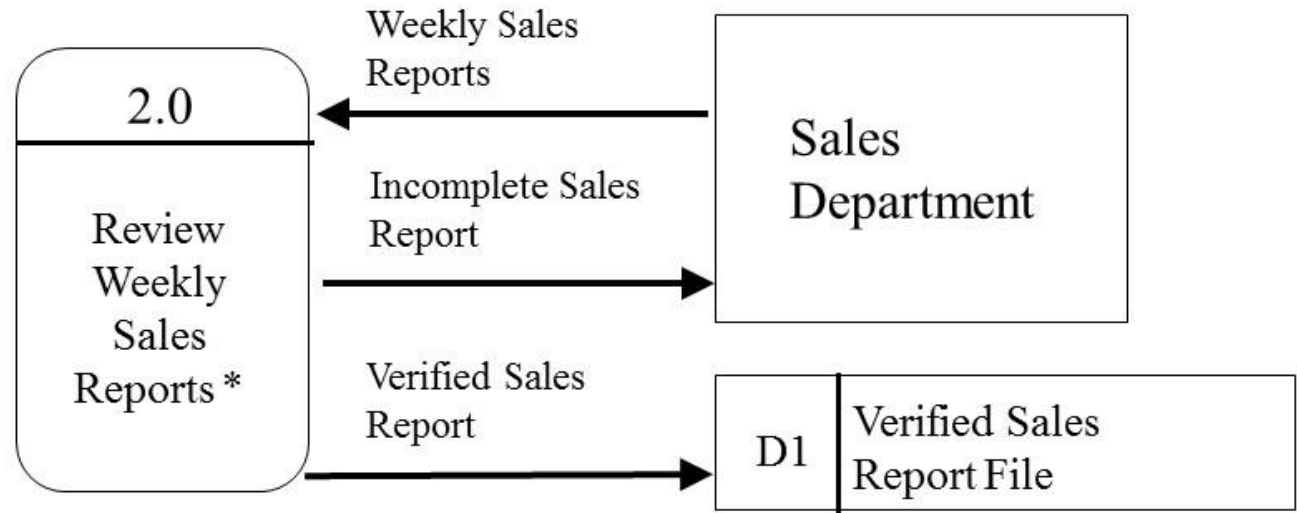 2.0
Review
Weekly
Sales
Reports *
Weekly Sales
Reports
Incomplete Sales
Report
Verified Sales
Report
Sales
Department
D1
Verified Sales
Report File